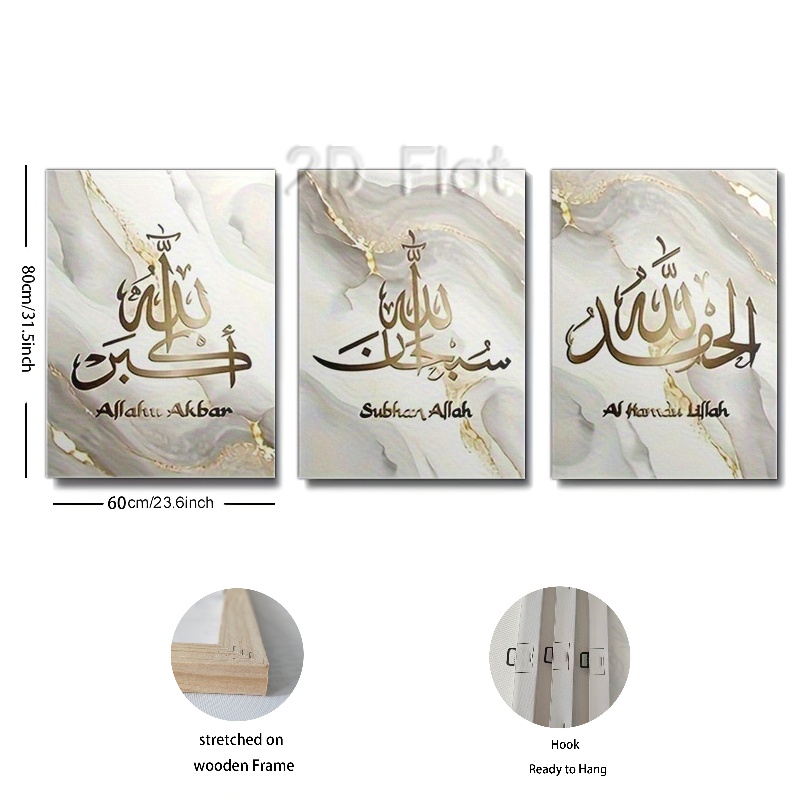 2D Flat
80cm/31.5inch
الله أكبر
Allahu Akbar
سبحان الله
Subhan Allah
الحمد لله
Al Hamdu Lillah
60cm/23.6inch
stretched on
wooden Frame
Hook
Ready to Hang